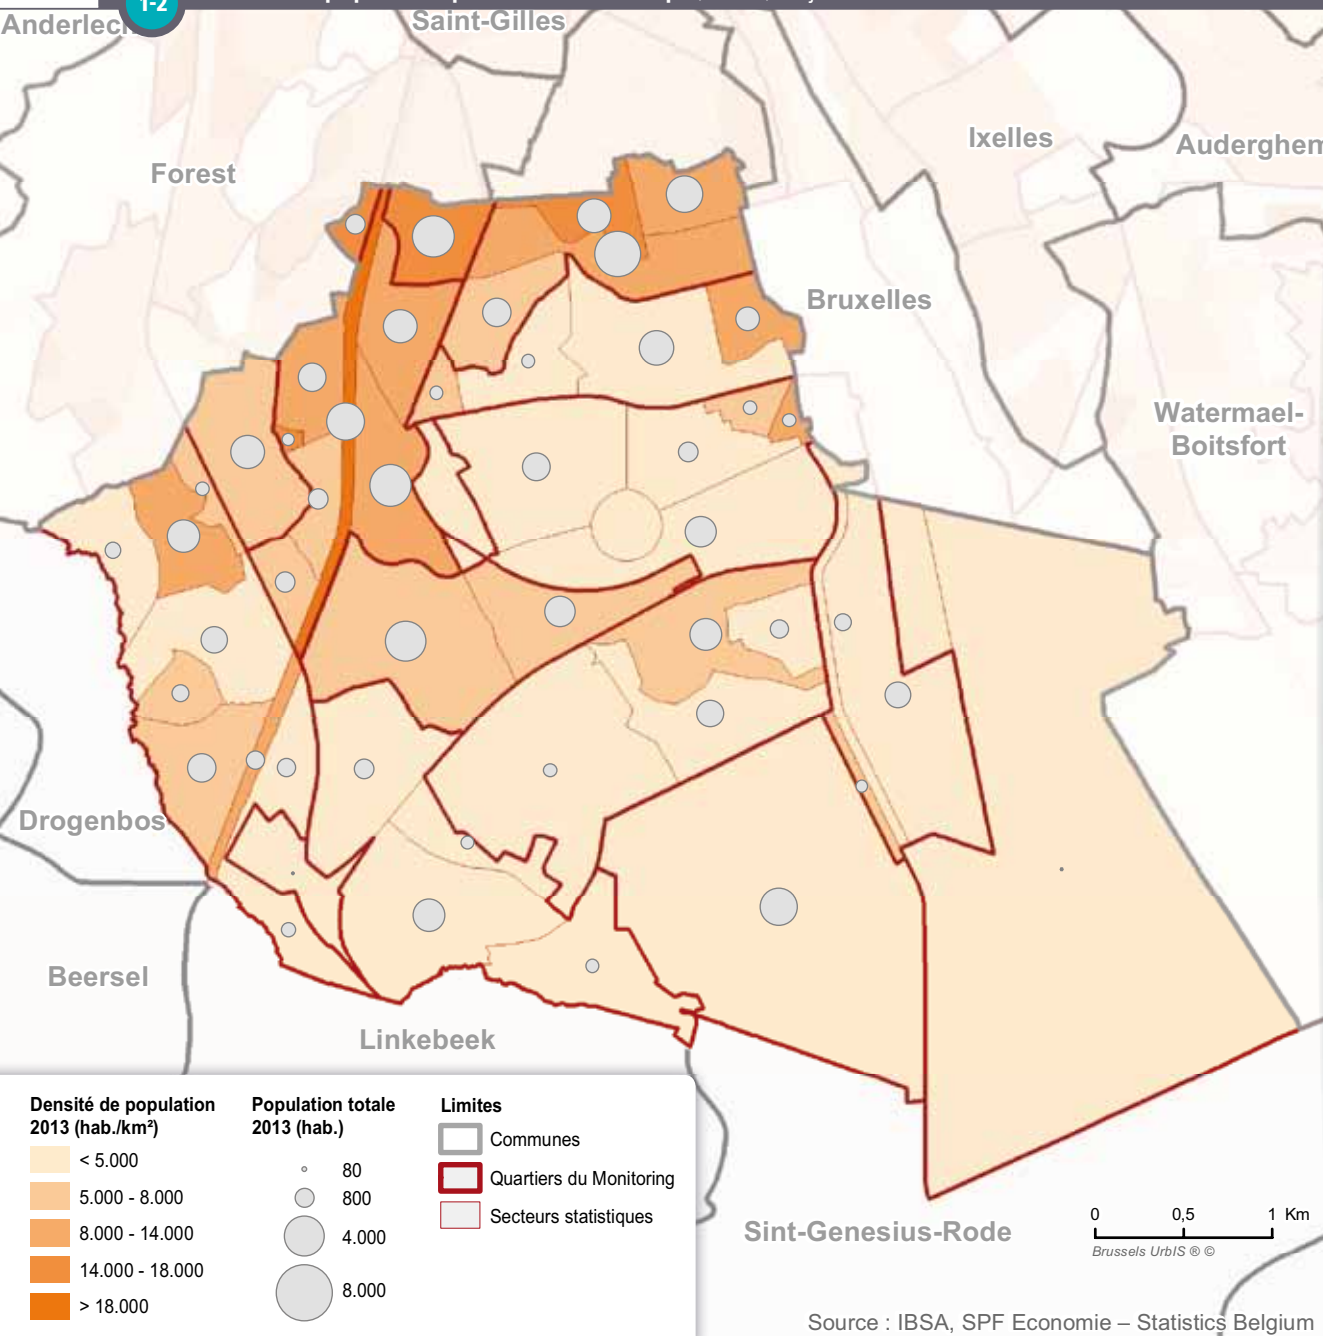 1-2
Saint-Gilles
Ixelles
Forest
Bruxelles
Watermael-
Boitsfort
Drogenbos
Beersel
Linkebeek
Sint-Genesius-Rode
Densité de population
2013 (hab./km²)
< 5.000
5.000 - 8.000
8.000 - 14.000
14.000 - 18.000
> 18.000
Population totale
2013 (hab.)
80
800
4.000
8.000
Limites
Communes
Quartiers du Monitoring
Secteurs statistiques
0 0,5 1 Km
Brussels UrbIS ® ©
Source : IBSA, SPF Economie – Statistics Belgium